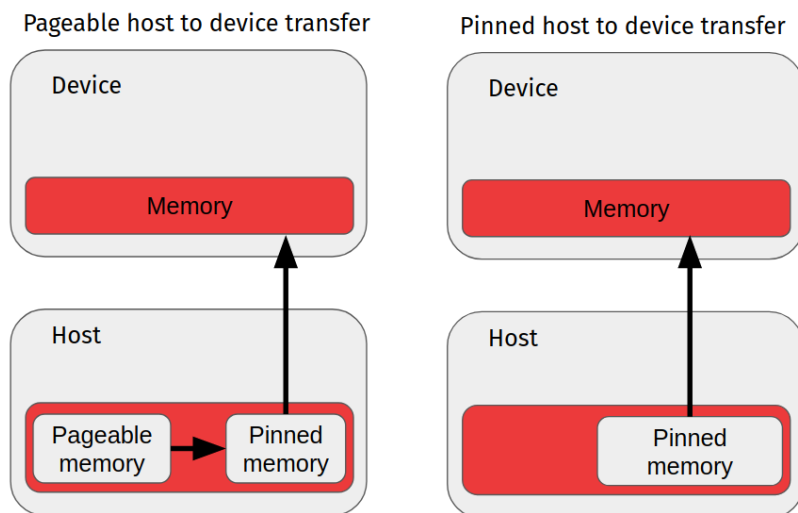 Pageable host to device transfer
Device
Memory
Host
Pageable
memory
Pinned
memory
Pinned host to device transfer
Device
Memory
Host
Pinned
memory